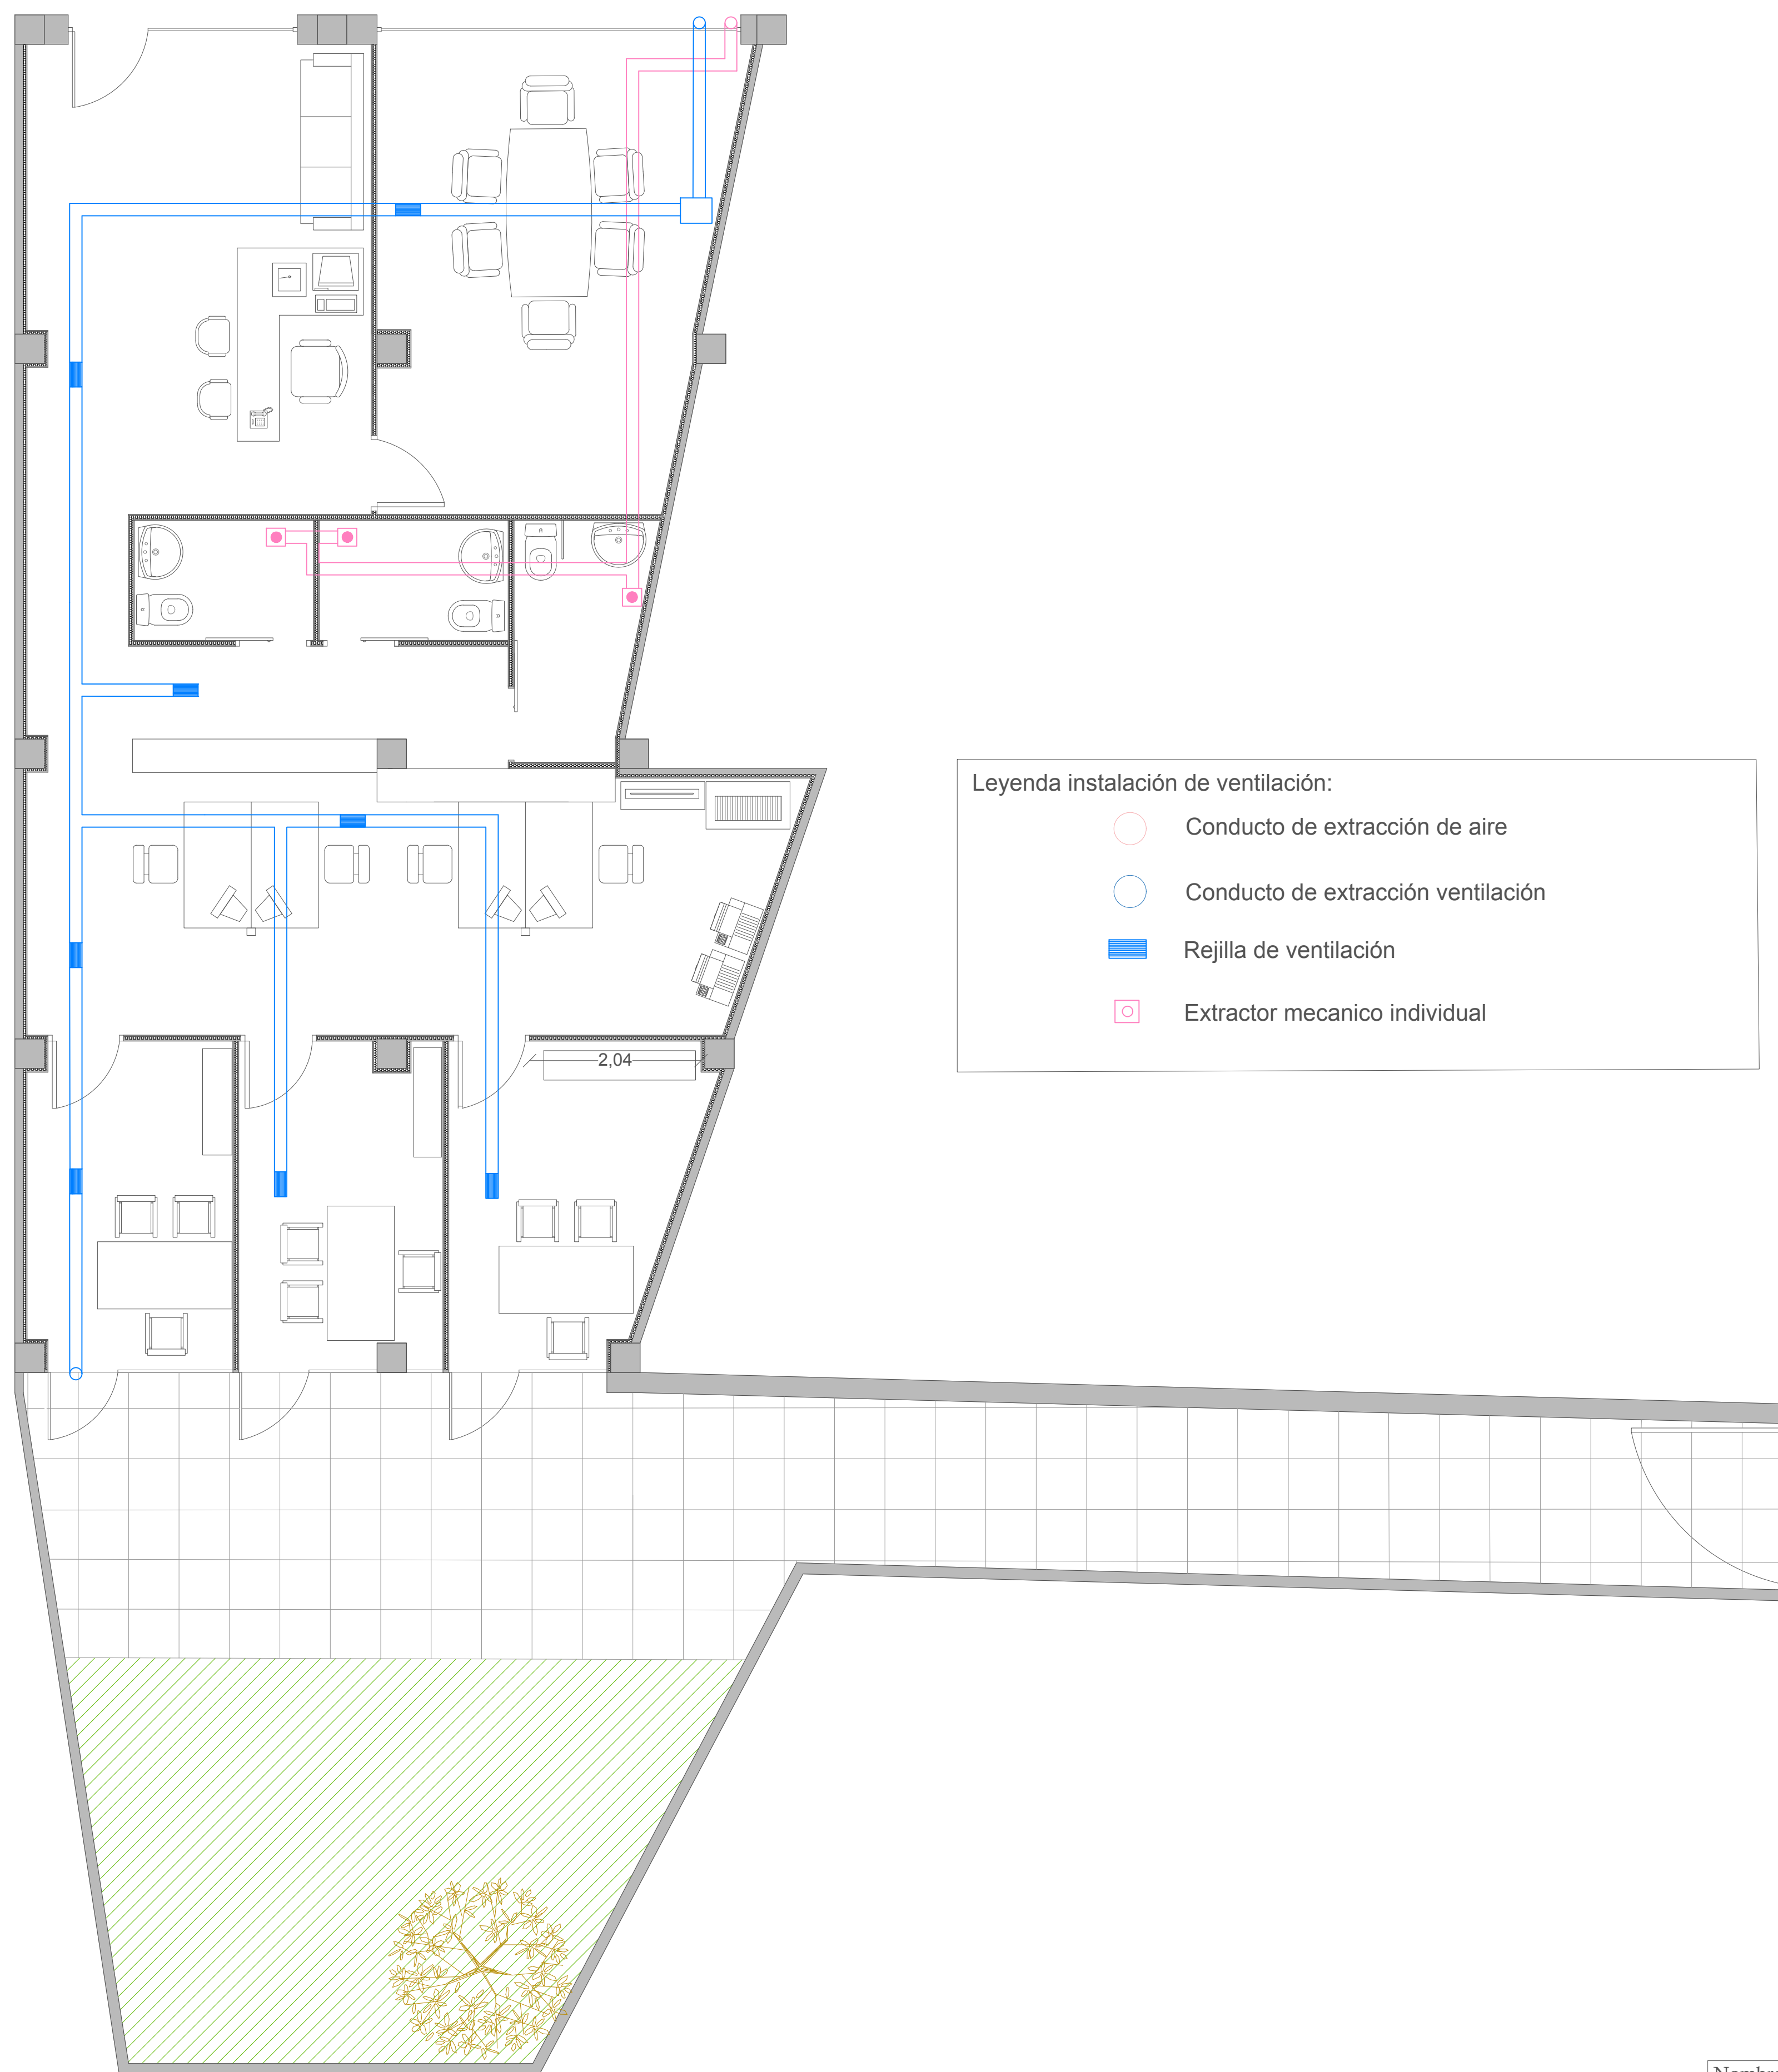 Leyenda instalación de ventilación:
Conducto de extracción de aire
Conducto de extracción ventilación
Rejilla de ventilación
Extractor mecanico individual
2,04